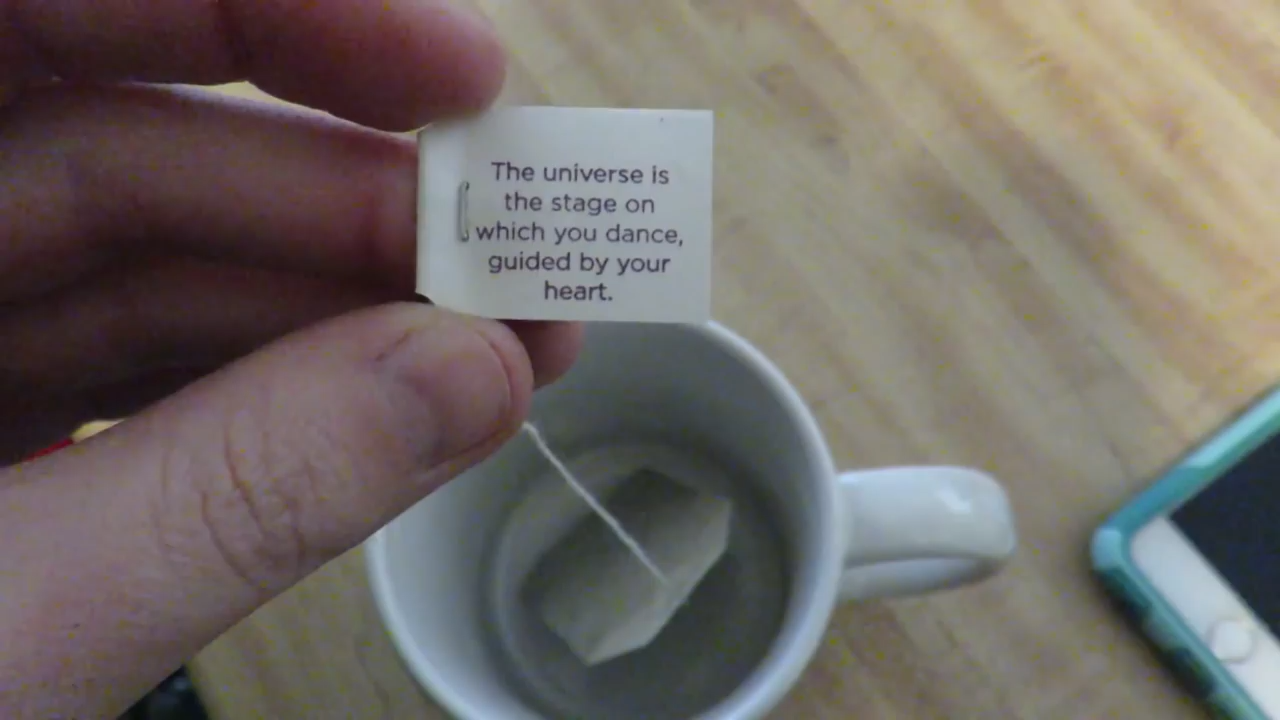 The universe is
the stage on
which you dance,
guided by your
heart.